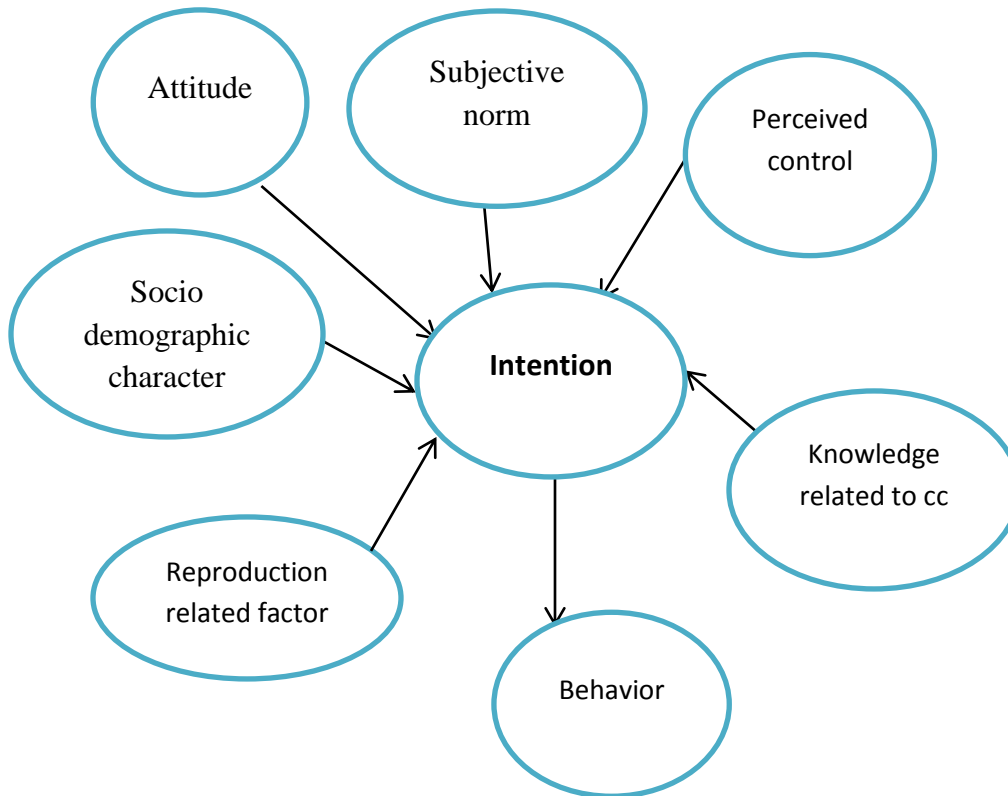 Attitude
Subjective
norm
Perceived
control
Socio
demographic
character
Intention
Knowledge
related to cc
Reproduction
related factor
Behavior